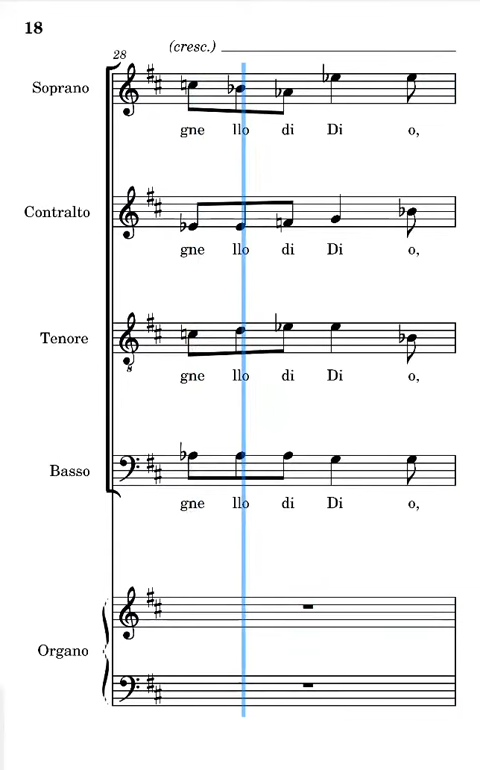 18
(cresc.)
28
Soprano
gne llo di Di o,
Contralto
gne llo di Di o,
Tenore
8
gne llo di Di o,
Basso
gne llo di Di o,
Organo